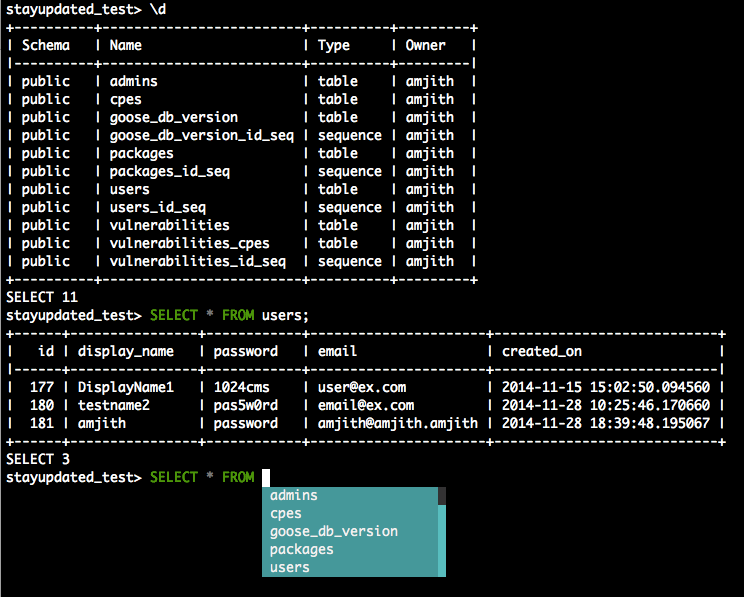 stayupdated_test> \d
+----------+-------------------------+----------+---------+
| Schema   | Name                    | Type     | Owner   |
|----------+-------------------------+----------+---------|
| public   | admins                  | table    | amjith  |
| public   | cpes                    | table    | amjith  |
| public   | goose_db_version        | table    | amjith  |
| public   | goose_db_version_id_seq | sequence | amjith  |
| public   | packages                | table    | amjith  |
| public   | packages_id_seq         | sequence | amjith  |
| public   | users                   | table    | amjith  |
| public   | users_id_seq            | sequence | amjith  |
| public   | vulnerabilities         | table    | amjith  |
| public   | vulnerabilities_cpes    | table    | amjith  |
| public   | vulnerabilities_id_seq  | sequence | amjith  |
+----------+-------------------------+----------+---------+
SELECT 11
stayupdated_test> SELECT * FROM users;
+------+----------------+------------+----------------------+----------------------------+
|   id | display_name   | password   | email                | created_on                 |
|------+----------------+------------+----------------------+----------------------------|
|  177 | DisplayName1   | 1024cms    | user@ex.com          | 2014-11-15 15:02:50.094560 |
|  180 | testname2      | pas5w0rd   | email@ex.com         | 2014-11-28 10:25:46.170660 |
|  181 | amjith         | password   | amjith@amjith.amjith | 2014-11-28 18:39:48.195067 |
+------+----------------+------------+----------------------+----------------------------+
SELECT 3
stayupdated_test> SELECT * FROM
admins
cpes
goose_db_version
packages
users